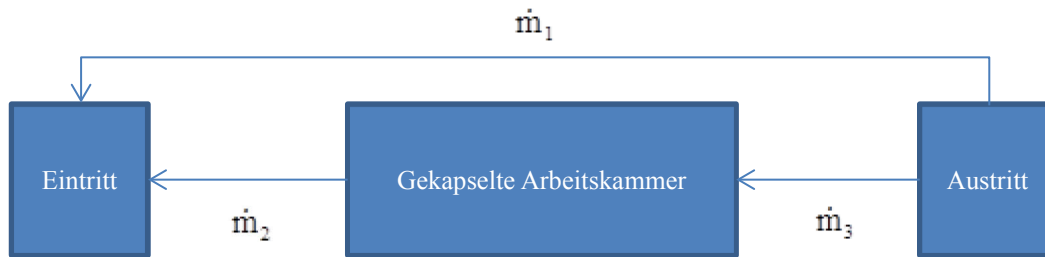 ṁ₁
Eintritt
Gekapselte Arbeitskammer
Austritt
ṁ₂
ṁ₃